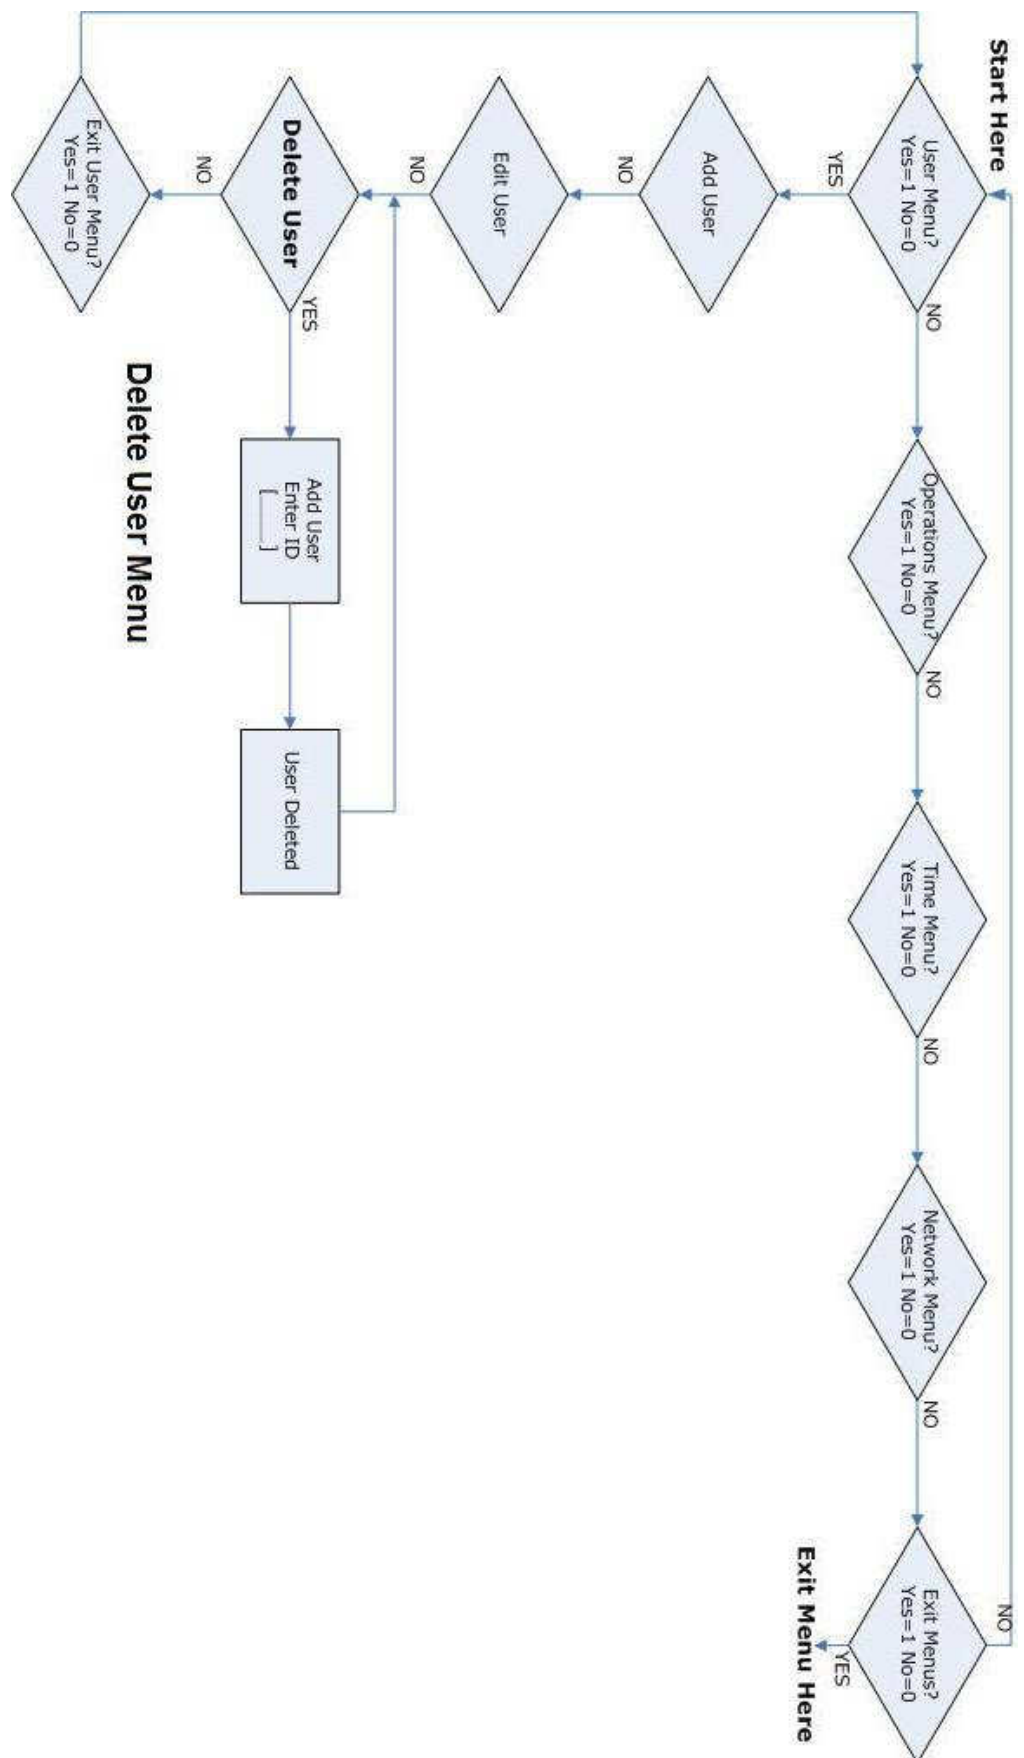 Start Here
User Menu?
Yes=1 No=0
NO
Operations Menu?
Yes=1 No=0
NO
Time Menu?
Yes=1 No=0
NO
Network Menu?
Yes=1 No=0
NO
Exit Menus?
Yes=1 No=0
NO
YES
Exit Menu Here
YES
Add User
NO
Edit User
NO
Delete User
YES
Add User
Enter ID
[_____]
User Deleted
NO
Exit User Menu?
Yes=1 No=0
Delete User Menu